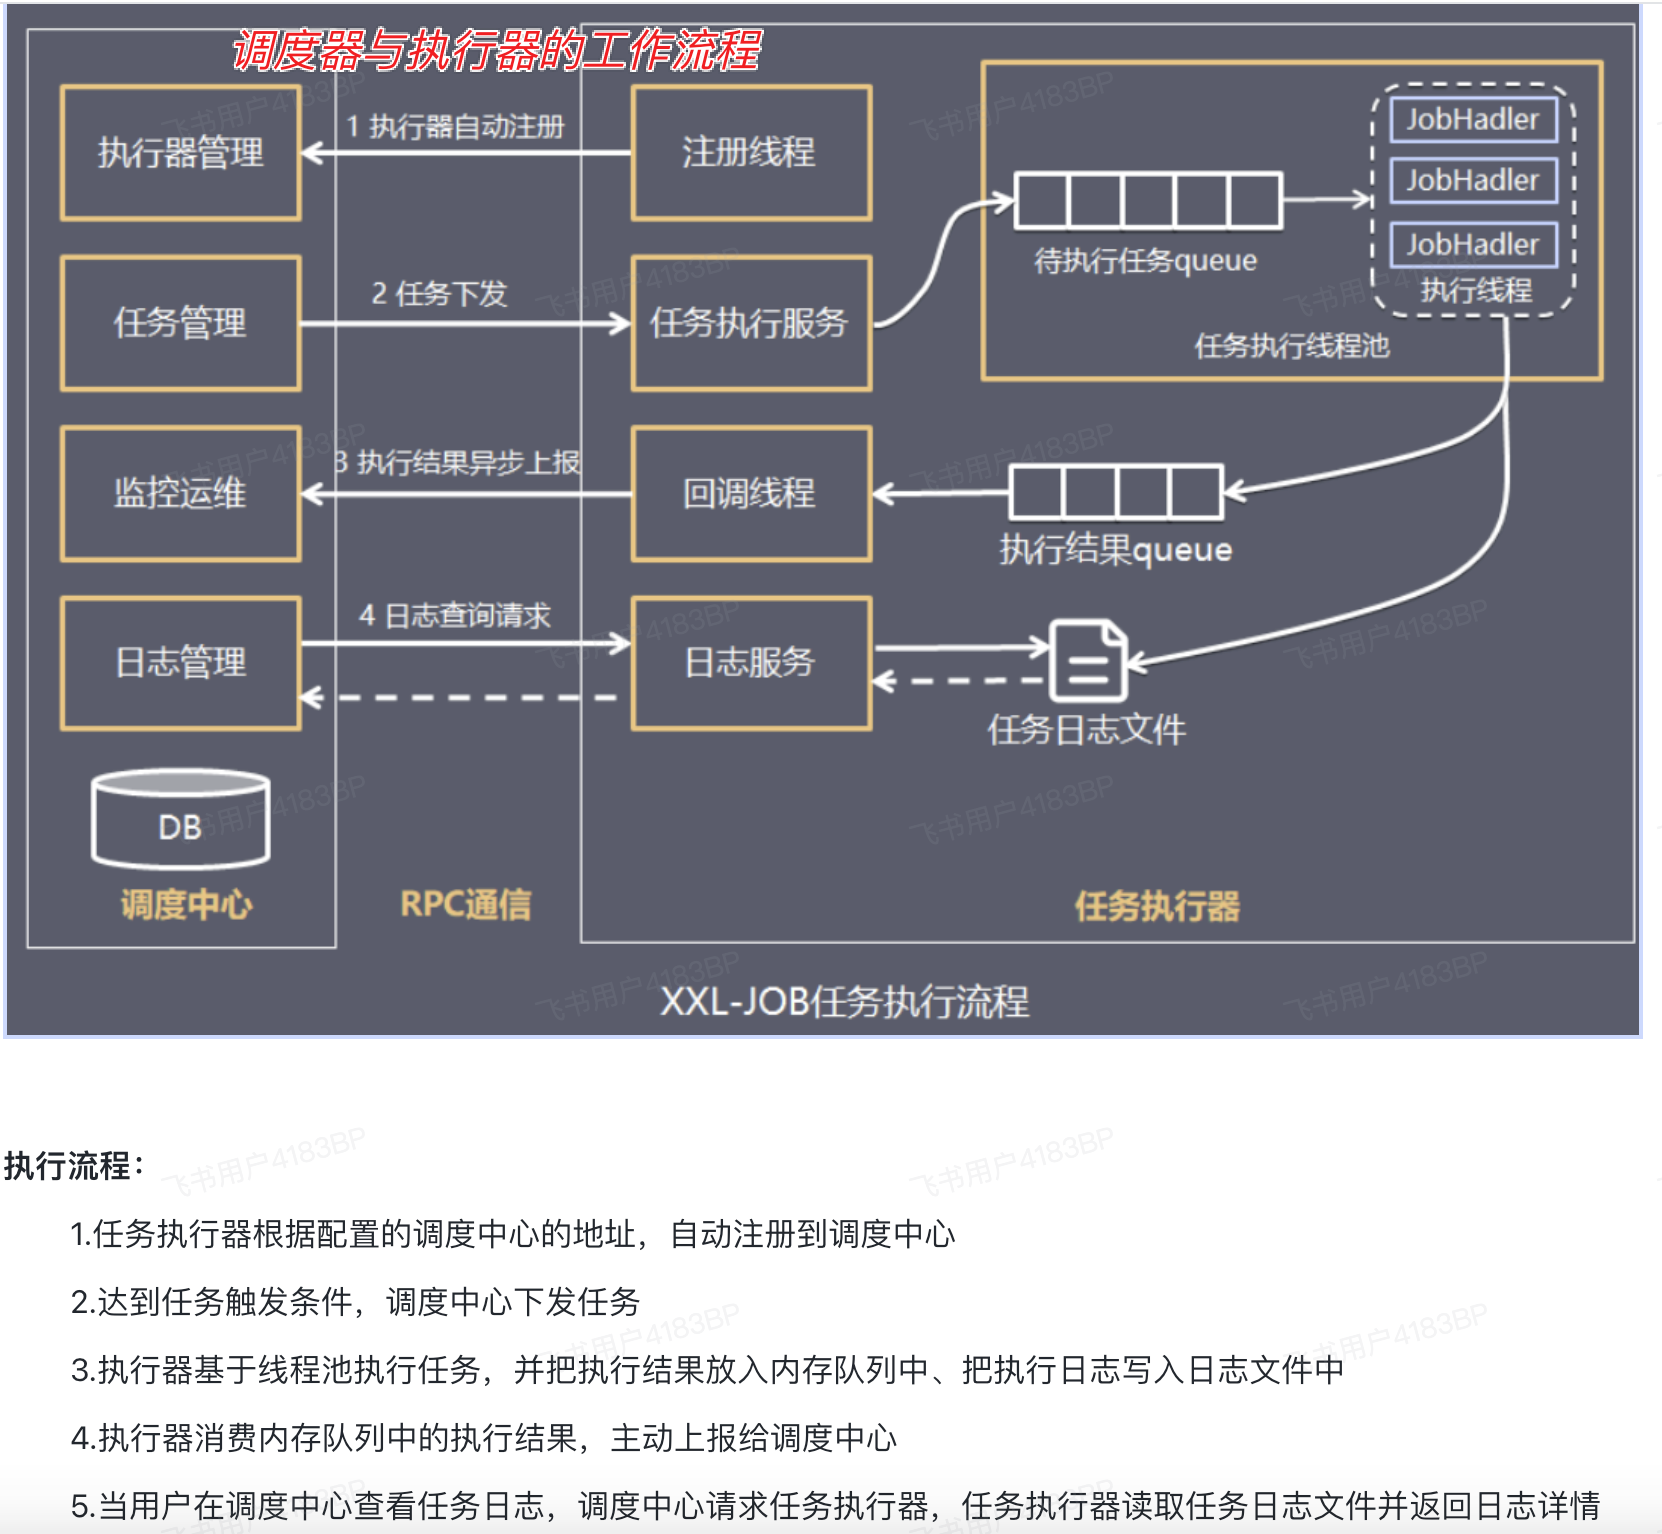 调度器与执行器的工作流程
执行器管理
1 执行器自动注册
注册线程
JobHadler
JobHadler
JobHadler
执行线程
待执行任务queue
任务执行线程池
任务管理
2 任务下发
任务执行服务
监控运维
3 执行结果异步上报
回调线程
执行结果queue
日志管理
4 日志查询请求
日志服务
任务日志文件
DB
调度中心
RPC通信
任务执行器
XXL-JOB任务执行流程
执行流程：
1.任务执行器根据配置的调度中心的地址，自动注册到调度中心
2.达到任务触发条件，调度中心下发任务
3.执行器基于线程池执行任务，并把执行结果放入内存队列中、把执行日志写入日志文件中
4.执行器消费内存队列中的执行结果，主动上报给调度中心
5.当用户在调度中心查看任务日志，调度中心请求任务执行器，任务执行器读取任务日志文件并返回日志详情
飞书用户4183BP